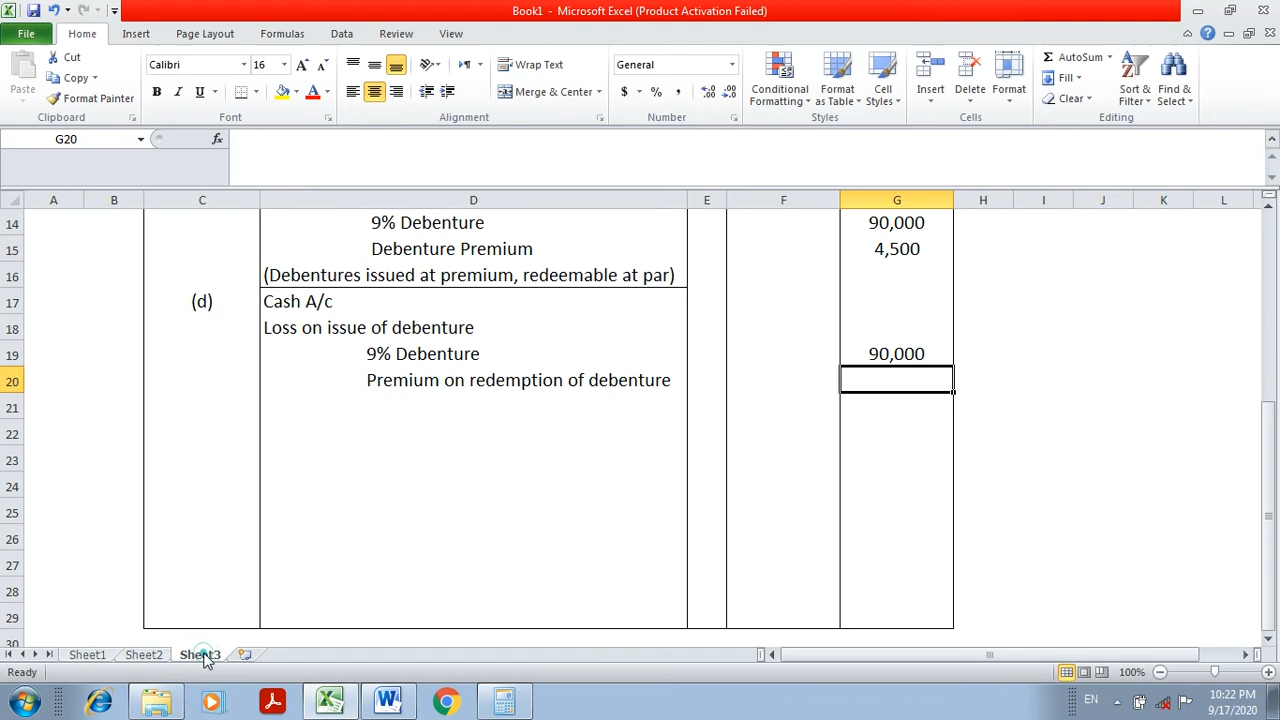 Book1 - Microsoft Excel (Product Activation Failed)
File Home Insert Page Layout Formulas Data Review View
Cut
Copy
Format Painter
Paste
Clipboard
Calibri 16
B I U
Font
Wrap Text
Merge & Center
Alignment
General
$ % ,
Number
Conditional Formatting
Format as Table
Cell Styles
Styles
Insert Delete Format
Cells
Σ AutoSum
Fill
Clear
Sort & Filter
Find & Select
Editing
G20 fx
A B C D E F G H I J K L
14 9% Debenture 90,000
15 Debenture Premium 4,500
16 (Debentures issued at premium, redeemable at par)
17 (d) Cash A/c
18 Loss on issue of debenture
19 9% Debenture 90,000
20 Premium on redemption of debenture
21
22
23
24
25
26
27
28
29
30
Sheet1 Sheet2 Sheet3
Ready 100%
EN 10:22 PM
9/17/2020